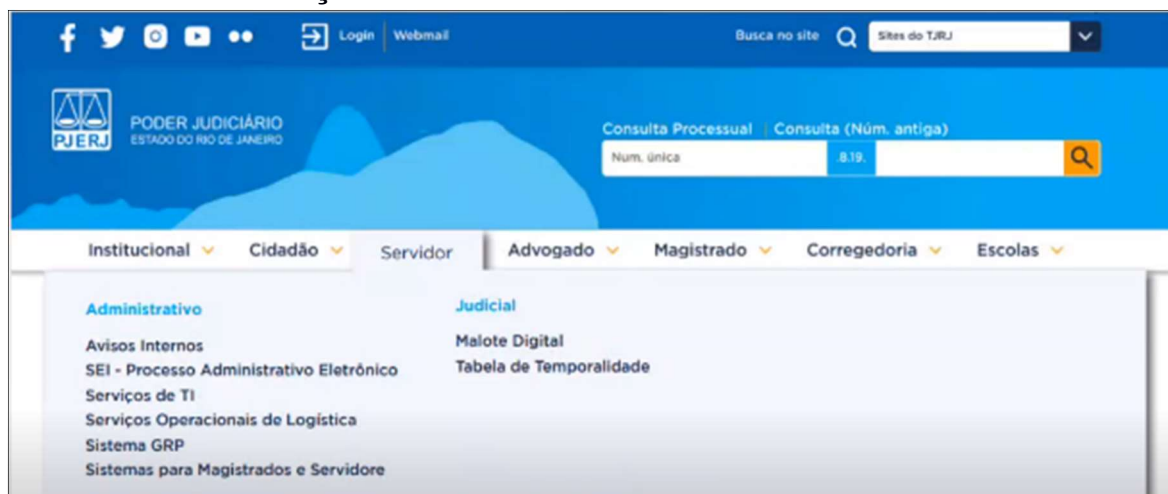 Login Webmail Busca no site Sites do TJRJ
PJERJ
PODER JUDICIÁRIO
ESTADO DO RIO DE JANEIRO
Consulta Processual Consulta (Núm. antiga)
Num. única .8.19.
Institucional Cidadão Servidor Advogado Magistrado Corregedoria Escolas
Administrativo
Avisos Internos
SEI - Processo Administrativo Eletrônico
Serviços de TI
Serviços Operacionais de Logística
Sistema GRP
Sistemas para Magistrados e Servidore
Judicial
Malote Digital
Tabela de Temporalidade